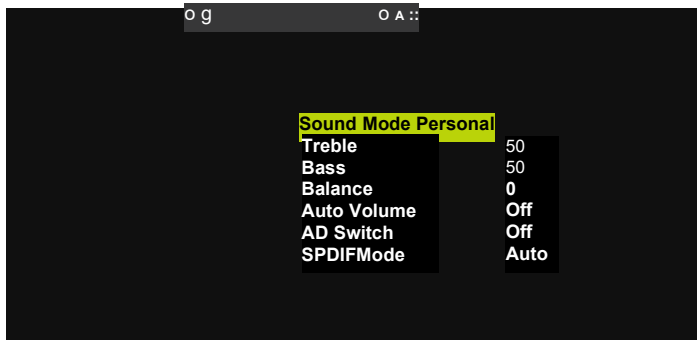 o g O A ::
Sound Mode Personal
Treble 50
Bass 50
Balance 0
Auto Volume Off
AD Switch Off
SPDIFMode Auto